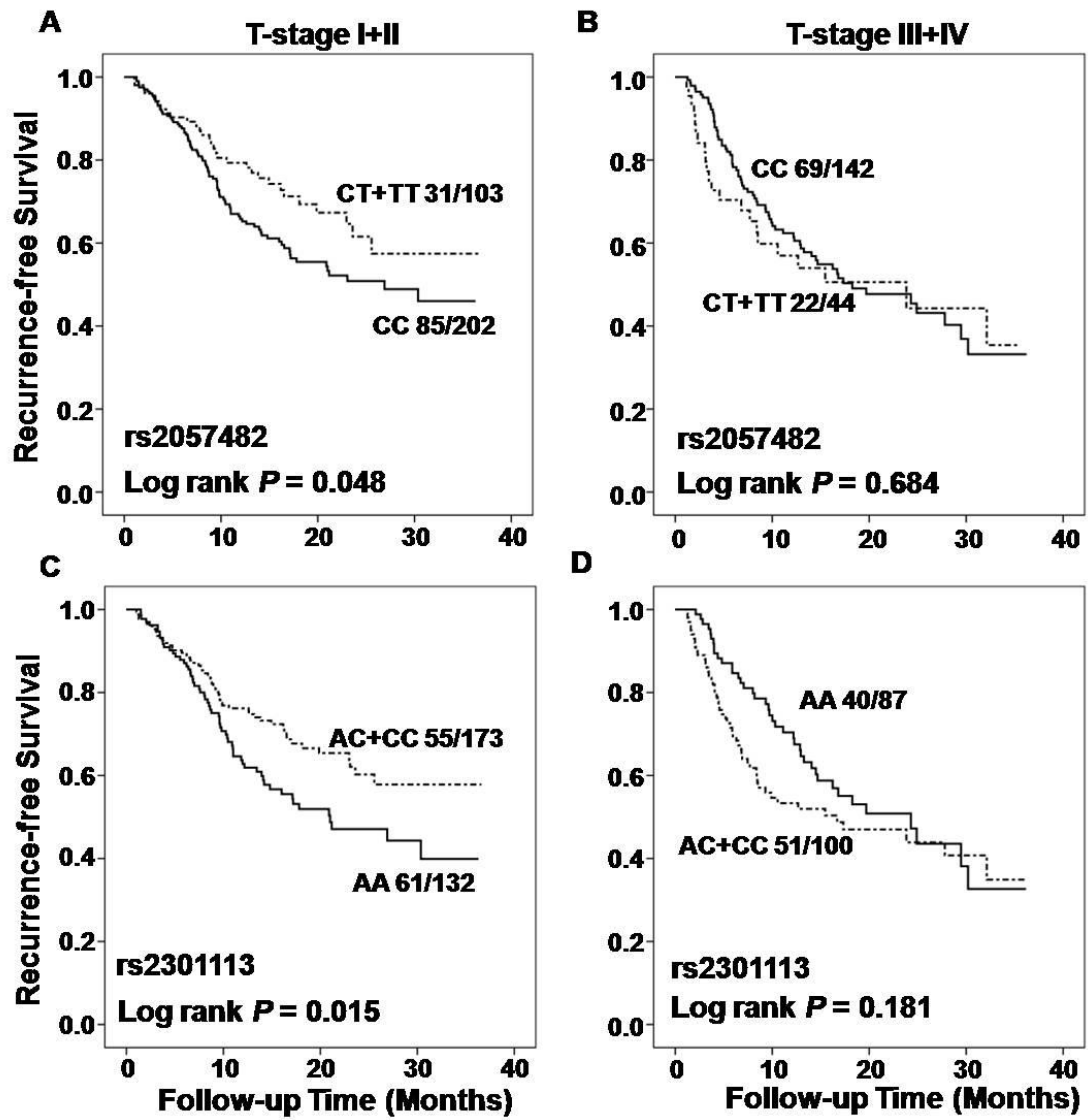 A
T-stage I+II
Recurrence-free Survival
1.0
0.8
0.6
0.4
0.2
0.0
CT+TT 31/103
CC 85/202
rs2057482
Log rank P = 0.048
0
10
20
30
40
B
T-stage III+IV
1.0
0.8
0.6
0.4
0.2
0.0
CC 69/142
CT+TT 22/44
rs2057482
Log rank P = 0.684
0
10
20
30
40
C
Recurrence-free Survival
1.0
0.8
0.6
0.4
0.2
0.0
AC+CC 55/173
AA 61/132
rs2301113
Log rank P = 0.015
0
10
20
30
40
Follow-up Time (Months)
D
1.0
0.8
0.6
0.4
0.2
0.0
AA 40/87
AC+CC 51/100
rs2301113
Log rank P = 0.181
0
10
20
30
40
Follow-up Time (Months)